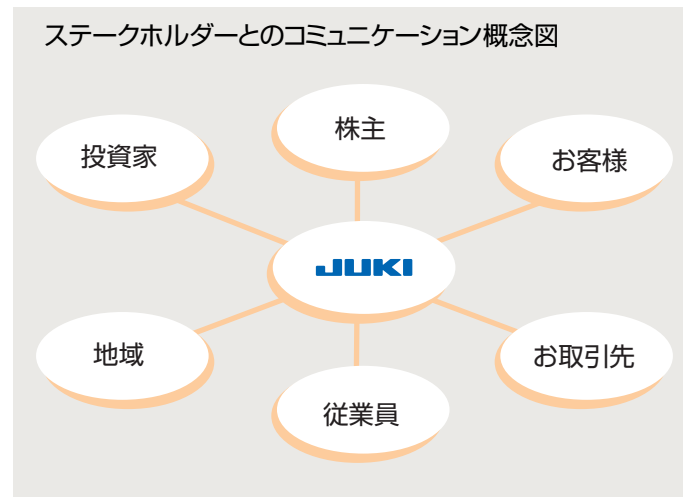 ステークホルダーとのコミュニケーション概念図
株主
投資家
お客様
JUKI
地域
お取引先
従業員